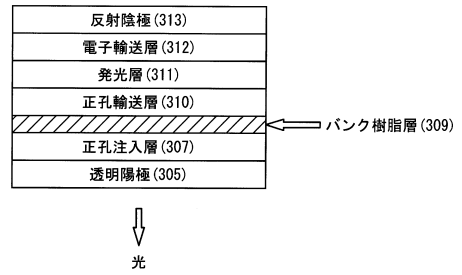 反射陰極(313)
電子輸送層(312)
発光層(311)
正孔輸送層(310)
バンク樹脂層(309)
正孔注入層(307)
透明陽極(305)
光